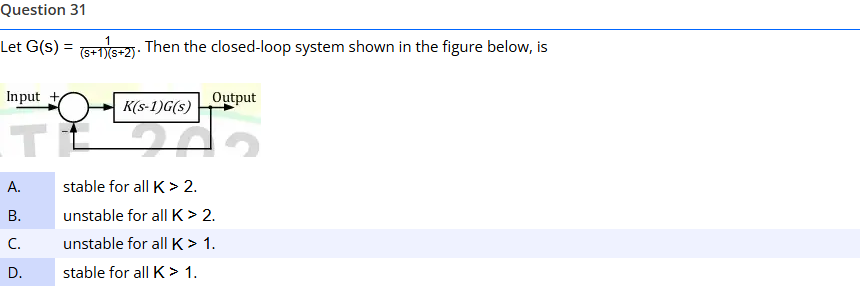 Question 31
Let G(s) = 1/((s+1)(s+2)). Then the closed-loop system shown in the figure below, is
Input + K(s-1)G(s) Output
−
A. stable for all K > 2.
B. unstable for all K > 2.
C. unstable for all K > 1.
D. stable for all K > 1.